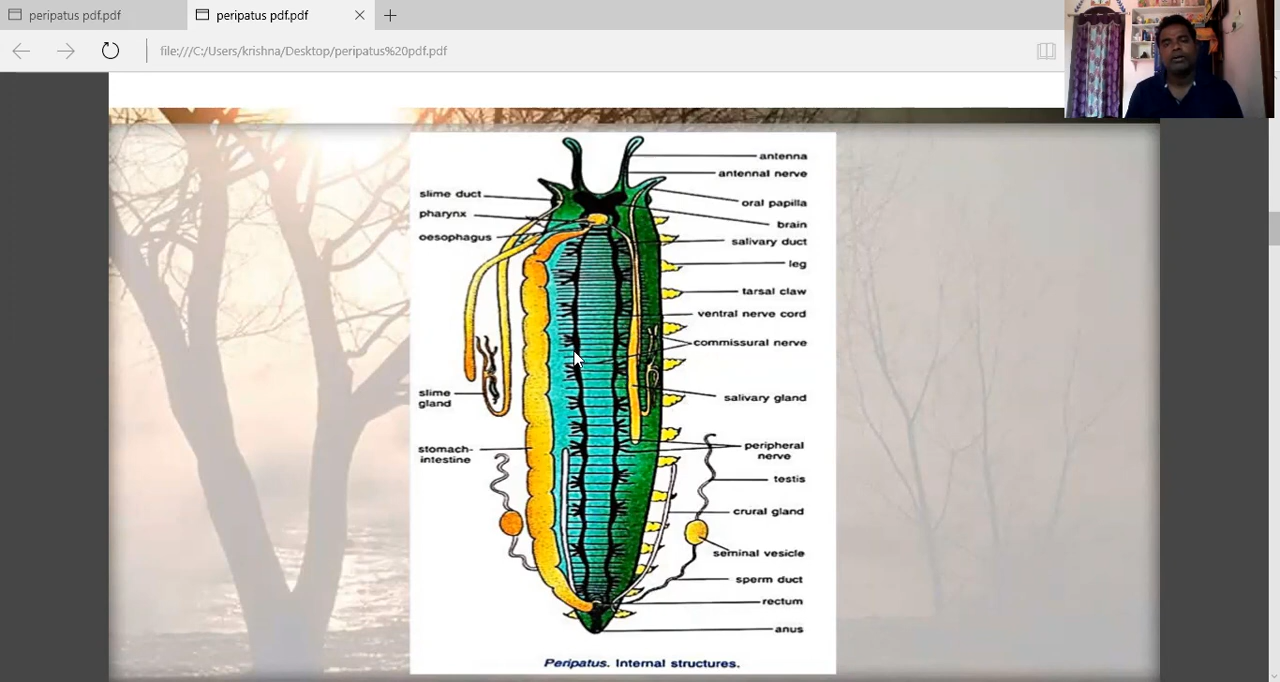 peripatus pdf.pdf
peripatus pdf.pdf
file:///C:/Users/krishna/Desktop/peripatus%20pdf.pdf
antenna
antennal nerve
slime duct
oral papilla
pharynx
brain
oesophagus
salivary duct
leg
tarsal claw
ventral nerve cord
commissural nerve
slime
gland
salivary gland
stomach-
intestine
peripheral
nerve
testis
crural gland
seminal vesicle
sperm duct
rectum
anus
Peripatus. Internal structures.